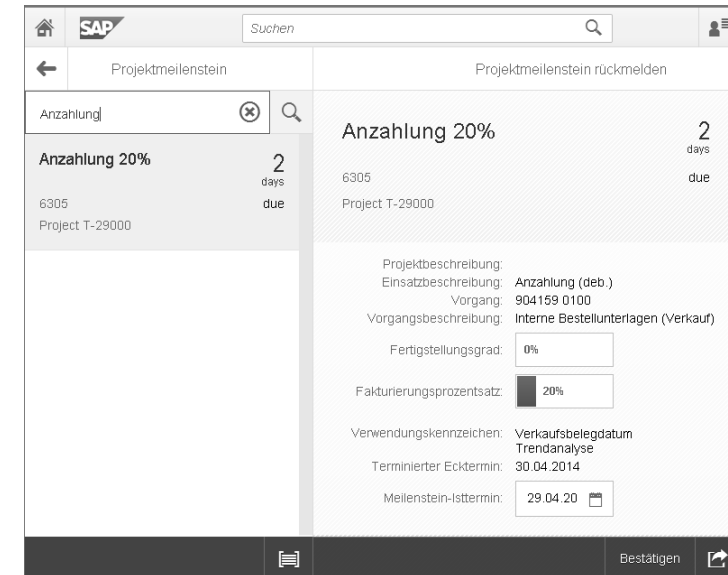 SAP
Suchen
Projektmeilenstein
Projektmeilenstein rückmelden
Anzahlung
Anzahlung 20%
2
days
6305
due
Project T-29000
Anzahlung 20%
2
days
6305
due
Project T-29000
Projektbeschreibung:
Einsatzbeschreibung: Anzahlung (deb.)
Vorgang: 904159 0100
Vorgangsbeschreibung: Interne Bestellunterlagen (Verkauf)
Fertigstellungsgrad: 0%
Fakturierungsprozentsatz: 20%
Verwendungskennzeichen: Verkaufsbelegdatum
Trendanalyse
Terminierter Ecktermin: 30.04.2014
Meilenstein-Isttermin: 29.04.20
Bestätigen